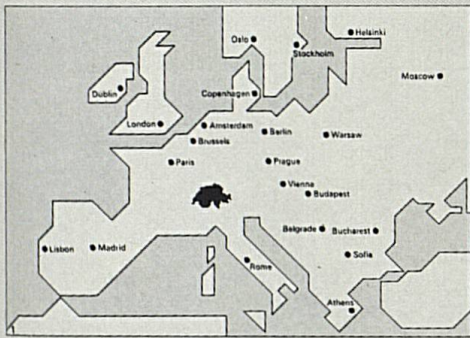 Helsinki
Oslo
Stockholm
Moscow
Dublin
Copenhagen
London
Amsterdam
Berlin
Warsaw
Brussels
Paris
Prague
Vienna
Budapest
Belgrade
Bucharest
Lisbon
Madrid
Sofia
Rome
Athens